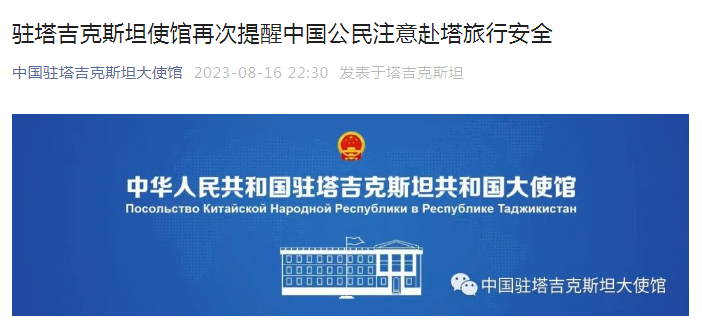 驻塔吉克斯坦使馆再次提醒中国公民注意赴塔旅行安全
中国驻塔吉克斯坦大使馆 2023-08-16 22:30 发表于塔吉克斯坦
中华人民共和国驻塔吉克斯坦共和国大使馆
Посольство Китайской Народной Республики в Республике Таджикистан
中国驻塔吉克斯坦大使馆